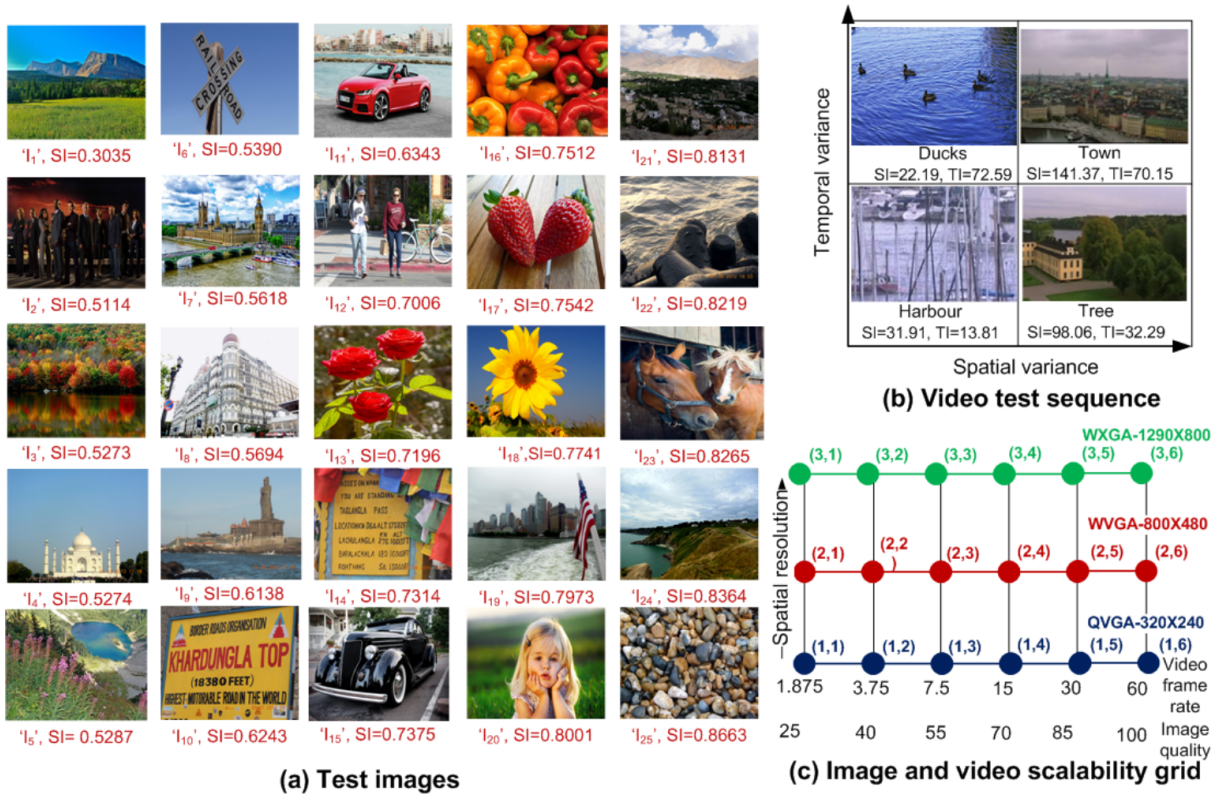 RAIL
CROSSING
ROAD
'I₁', SI=0.3035
'I₆', SI=0.5390
'I₁₁', SI=0.6343
'I₁₆', SI=0.7512
'I₂₁', SI=0.8131
'I₂', SI=0.5114
'I₇', SI=0.5618
'I₁₂', SI=0.7006
'I₁₇', SI=0.7542
'I₂₂', SI=0.8219
'I₃', SI=0.5273
'I₈', SI=0.5694
'I₁₃', SI=0.7196
'I₁₈',SI=0.7741
'I₂₃', SI=0.8265
YOU ARE STANDING
PASS
'I₄', SI=0.5274
'I₉', SI=0.6138
'I₁₄', SI=0.7314
'I₁₉', SI=0.7973
'I₂₄', SI=0.8364
BORDER ROADS ORGANISATION
KHARDUNGLA TOP
(18380 FEET)
HIGHEST MOTORABLE ROAD IN THE WORLD
'I₅', SI= 0.5287
'I₁₀', SI=0.6243
'I₁₅', SI=0.7375
'I₂₀', SI=0.8001
'I₂₅', SI=0.8663
(a) Test images
Temporal variance
Ducks
SI=22.19, TI=72.59
Town
SI=141.37, TI=70.15
Harbour
SI=31.91, TI=13.81
Tree
SI=98.06, TI=32.29
Spatial variance
(b) Video test sequence
Spatial resolution
WXGA-1290X800
(3,1) (3,2) (3,3) (3,4) (3,5) (3,6)
WVGA-800X480
(2,1) (2,2 ) (2,3) (2,4) (2,5) (2,6)
QVGA-320X240
(1,1) (1,2) (1,3) (1,4) (1,5) (1,6)
1.875 3.75 7.5 15 30 60 Video
frame
rate
25 40 55 70 85 100 Image
quality
(c) Image and video scalability grid